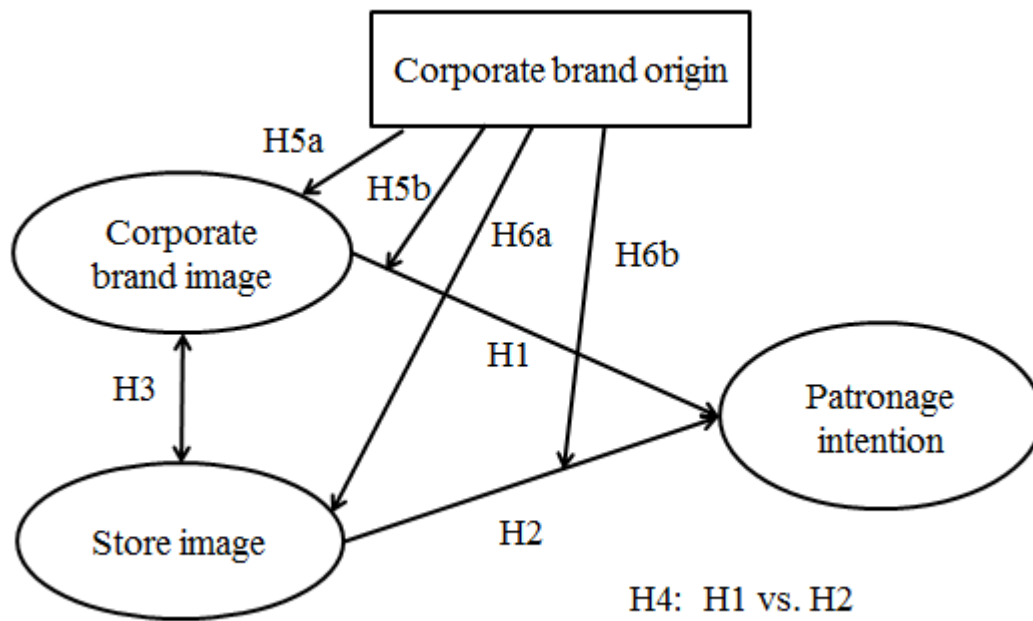 Corporate brand origin
H5a
H5b
H6a
H6b
Corporate
brand image
H1
H3
Patronage
intention
Store image
H2
H4:  H1 vs. H2